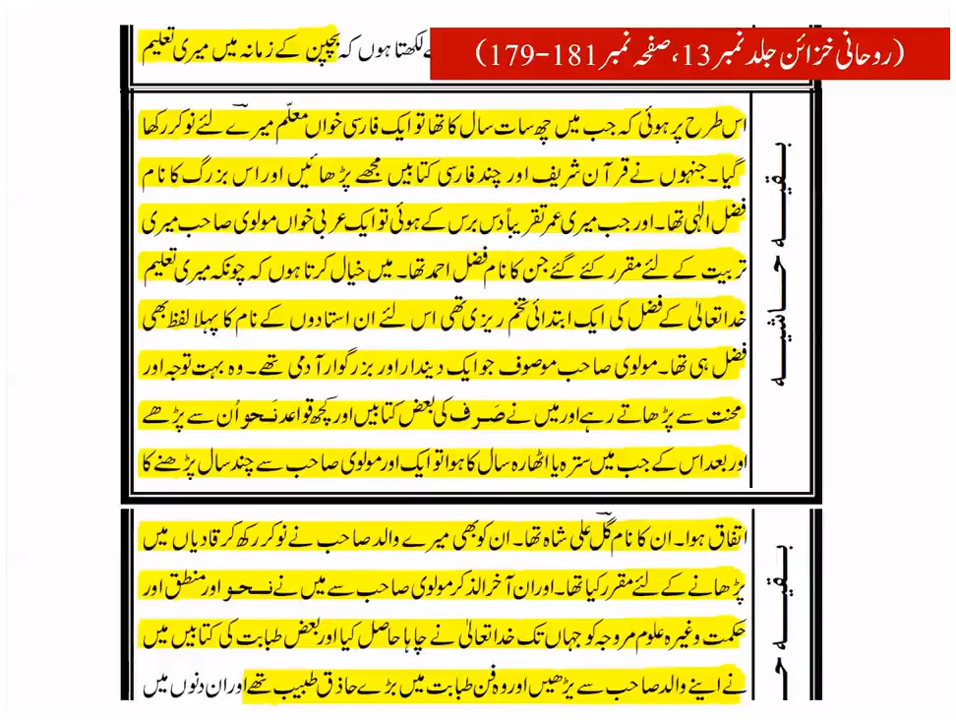 (روحانی خزائن جلد نمبر 13، صفحہ نمبر 181-179)
لکھتا ہوں کہ بچپن کے زمانہ میں میری تعلیم
بقیہ حاشیہ
اس طرح پر ہوئی کہ جب میں چھ سات سال کا تھا تو ایک فارسی خواں معلّم میرے لئے نوکر رکھا
گیا۔ جنہوں نے قرآن شریف اور چند فارسی کتابیں مجھے پڑھائیں اور اس بزرگ کا نام
فضل الٰہی تھا۔ اور جب میری عمر تقریباً دس برس کے ہوئی تو ایک عربی خواں مولوی صاحب میری
تربیت کے لئے مقرر کئے گئے جن کا نام فضل احمد تھا۔ میں خیال کرتا ہوں کہ چونکہ میری تعلیم
خدا تعالیٰ کے فضل کی ایک ابتدائی تخم ریزی تھی اس لئے ان استادوں کے نام کا پہلا لفظ بھی
فضل ہی تھا۔ مولوی صاحب موصوف جو ایک دیندار اور بزرگوار آدمی تھے۔ وہ بہت توجہ اور
محنت سے پڑھاتے رہے اور میں نے صَرف کی بعض کتابیں اور کچھ قواعد نَحو اُن سے پڑھے
اور بعد اس کے جب میں سترہ یا اٹھارہ سال کا ہوا تو ایک اور مولوی صاحب سے چند سال پڑھنے کا
بقیہ ح
اتفاق ہوا۔ ان کا نام گل علی شاہ تھا۔ ان کو بھی میرے والد صاحب نے نوکر رکھ کر قادیاں میں
پڑھانے کے لئے مقرر کیا تھا۔ اور ان آخر الذکر مولوی صاحب سے میں نے نحو اور منطق اور
حکمت وغیرہ علوم مروجہ کو جہاں تک خدا تعالیٰ نے چاہا حاصل کیا اور بعض طبابت کی کتابیں میں
نے اپنے والد صاحب سے پڑھیں اور وہ فن طبابت میں بڑے حاذق طبیب تھے اور ان دنوں میں